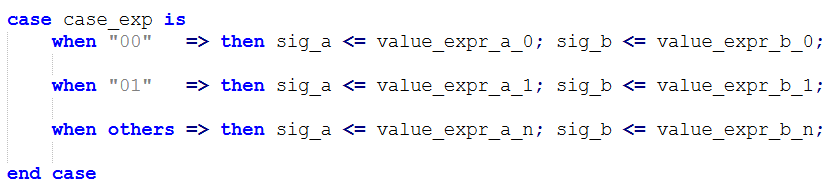 case case_exp is
when "00" => then sig_a <= value_expr_a_0; sig_b <= value_expr_b_0;
when "01" => then sig_a <= value_expr_a_1; sig_b <= value_expr_b_1;
when others => then sig_a <= value_expr_a_n; sig_b <= value_expr_b_n;
end case